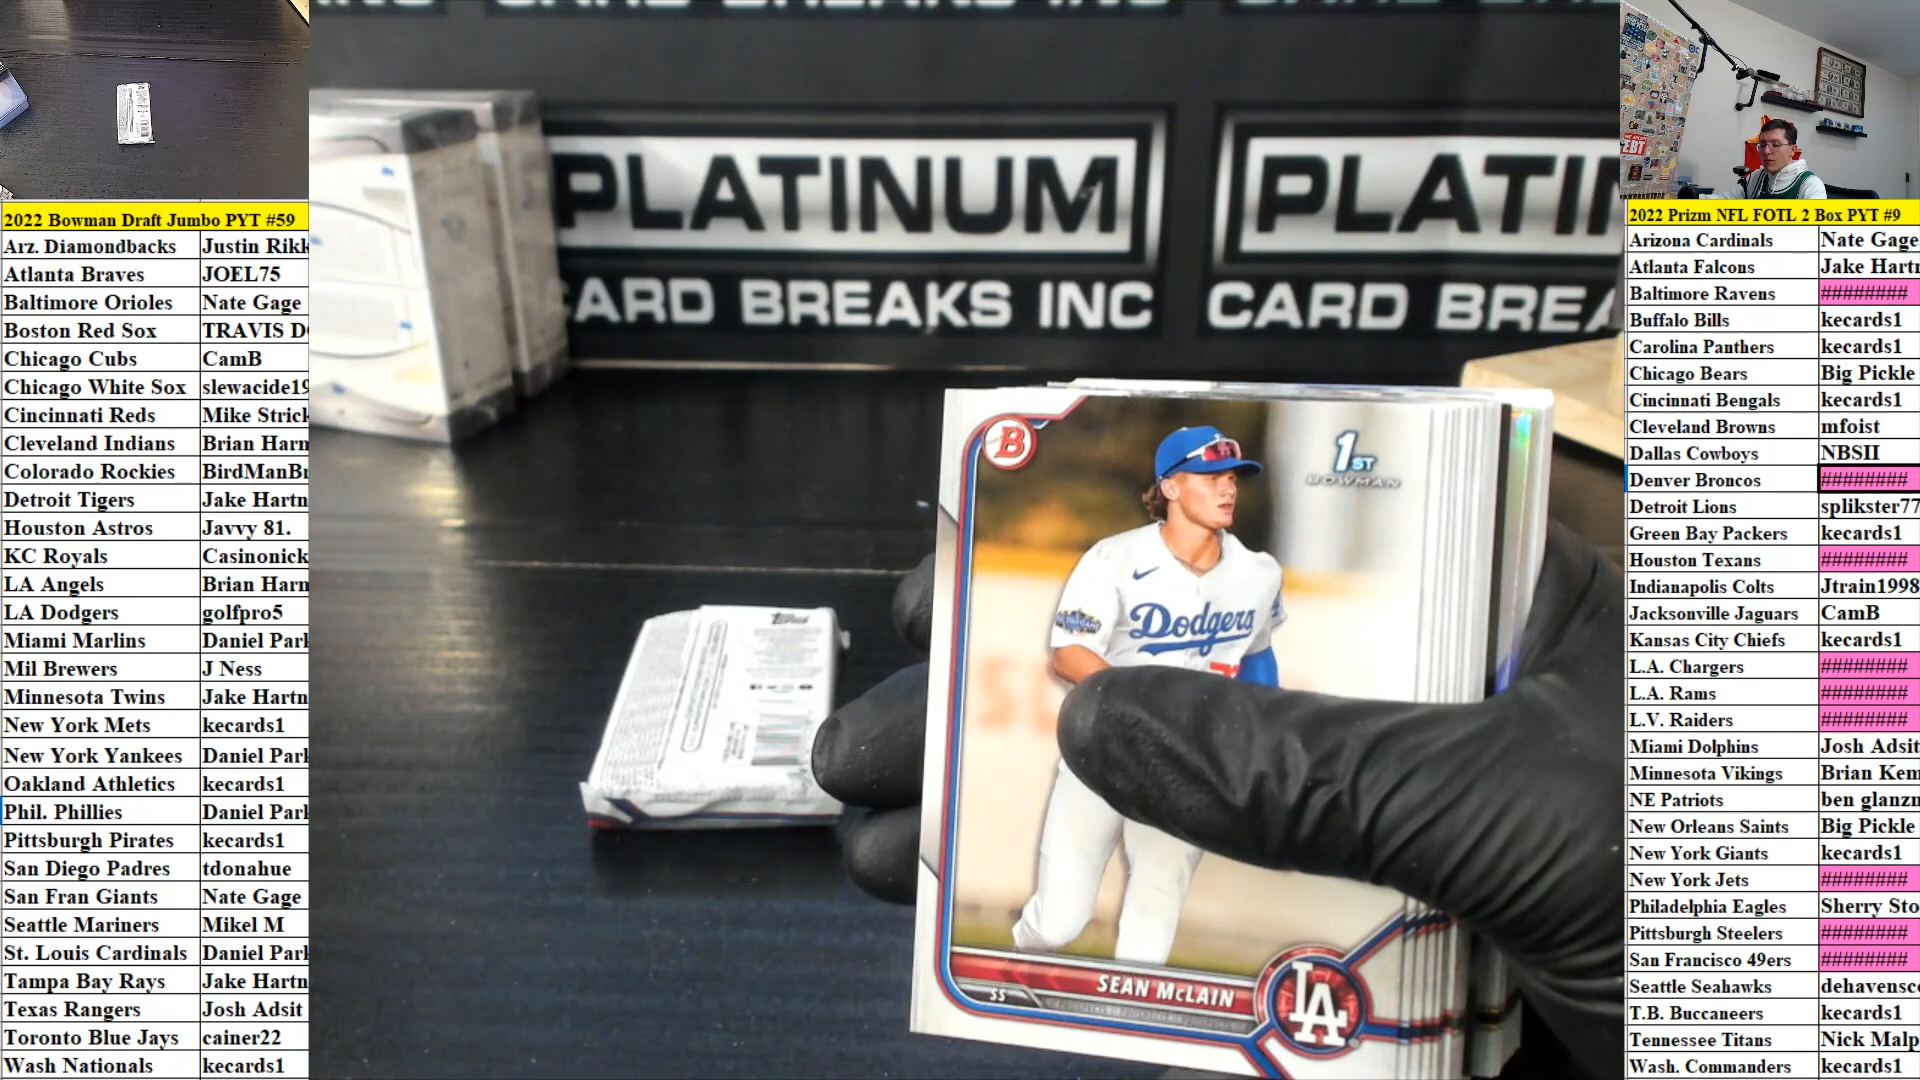 PLATINUM
CARD BREAKS INC
PLATI
CARD BREA
2022 Bowman Draft Jumbo PYT #59
Arz. Diamondbacks Justin Rikk
Atlanta Braves JOEL75
Baltimore Orioles Nate Gage
Boston Red Sox TRAVIS D
Chicago Cubs CamB
Chicago White Sox slewacide19
Cincinnati Reds Mike Strick
Cleveland Indians Brian Harn
Colorado Rockies BirdManBr
Detroit Tigers Jake Hartn
Houston Astros Javvy 81.
KC Royals Casinonick
LA Angels Brian Harn
LA Dodgers golfpro5
Miami Marlins Daniel Park
Mil Brewers J Ness
Minnesota Twins Jake Hartn
New York Mets kecards1
New York Yankees Daniel Park
Oakland Athletics kecards1
Phil. Phillies Daniel Park
Pittsburgh Pirates kecards1
San Diego Padres tdonahue
San Fran Giants Nate Gage
Seattle Mariners Mikel M
St. Louis Cardinals Daniel Park
Tampa Bay Rays Jake Hartn
Texas Rangers Josh Adsit
Toronto Blue Jays cainer22
Wash Nationals kecards1
B
1ST
BOWMAN
Dodgers
SEAN McLAIN
SS
LA
2022 Prizm NFL FOTL 2 Box PYT #9
Arizona Cardinals Nate Gage
Atlanta Falcons Jake Hartn
Baltimore Ravens ########
Buffalo Bills kecards1
Carolina Panthers kecards1
Chicago Bears Big Pickle
Cincinnati Bengals kecards1
Cleveland Browns mfoist
Dallas Cowboys NBSII
Denver Broncos ########
Detroit Lions splikster77
Green Bay Packers kecards1
Houston Texans ########
Indianapolis Colts Jtrain1998
Jacksonville Jaguars CamB
Kansas City Chiefs kecards1
L.A. Chargers ########
L.A. Rams ########
L.V. Raiders ########
Miami Dolphins Josh Adsit
Minnesota Vikings Brian Kem
NE Patriots ben glanzn
New Orleans Saints Big Pickle
New York Giants kecards1
New York Jets ########
Philadelphia Eagles Sherry Sto
Pittsburgh Steelers ########
San Francisco 49ers ########
Seattle Seahawks dehavensc
T.B. Buccaneers kecards1
Tennessee Titans Nick Malp
Wash. Commanders kecards1